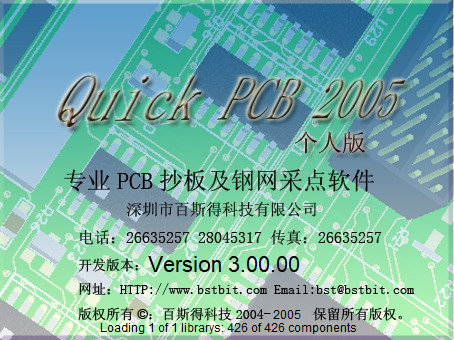 U29
Quick PCB 2005
个人版
专业 PCB 抄板及钢网采点软件
深圳市百斯得科技有限公司
电话：26635257 28045317 传真：26635257
开发版本：Version 3.00.00
网址：HTTP://www.bstbit.com Email:bst@bstbit.com
版权所有 ©：百斯得科技 2004-2005 保留所有版权。
Loading 1 of 1 librarys: 426 of 426 components